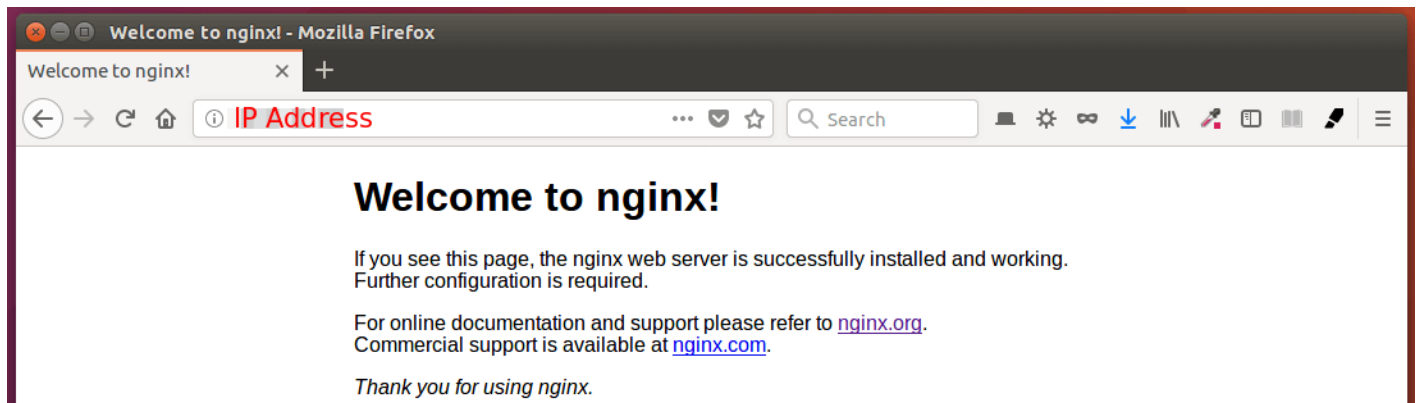 Welcome to nginx! - Mozilla Firefox
Welcome to nginx!
IP Address
Search
Welcome to nginx!
If you see this page, the nginx web server is successfully installed and working.
Further configuration is required.
For online documentation and support please refer to nginx.org.
Commercial support is available at nginx.com.
Thank you for using nginx.